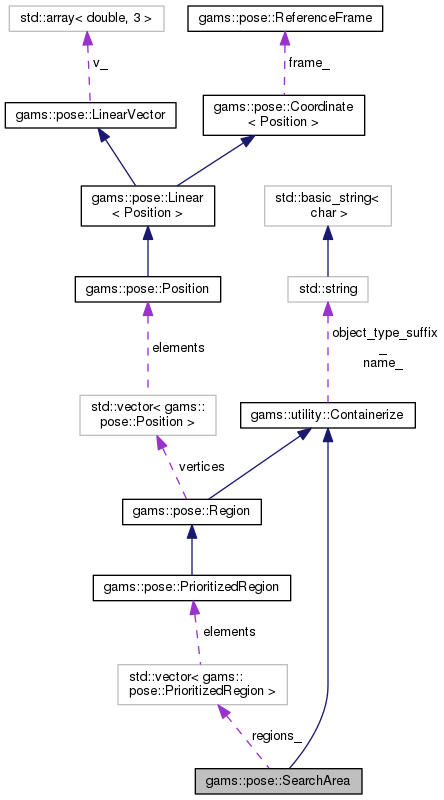 std::array< double, 3 >
gams::pose::ReferenceFrame
v_
frame_
gams::pose::LinearVector
gams::pose::Coordinate
< Position >
gams::pose::Linear
< Position >
std::basic_string<
char >
gams::pose::Position
std::string
object_type_suffix
_
name_
elements
std::vector< gams::
pose::Position >
gams::utility::Containerize
vertices
gams::pose::Region
gams::pose::PrioritizedRegion
elements
std::vector< gams::
pose::PrioritizedRegion >
regions_
gams::pose::SearchArea